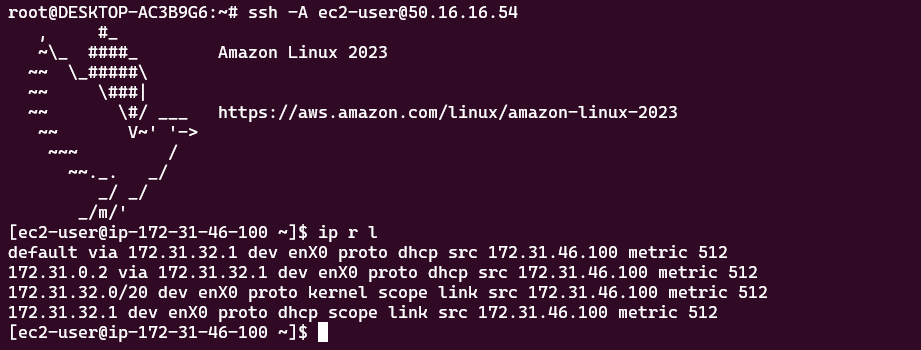 root@DESKTOP-AC3B9G6:~# ssh -A ec2-user@50.16.16.54
   ,     #_
   ~\_  ####_        Amazon Linux 2023
  ~~  \_#####\
  ~~     \###|
  ~~       \#/ ___   https://aws.amazon.com/linux/amazon-linux-2023
   ~~       V~' '->
    ~~~         /
      ~~._.   _/
         _/ _/
       _/m/'
[ec2-user@ip-172-31-46-100 ~]$ ip r l
default via 172.31.32.1 dev enX0 proto dhcp src 172.31.46.100 metric 512
172.31.0.2 via 172.31.32.1 dev enX0 proto dhcp src 172.31.46.100 metric 512
172.31.32.0/20 dev enX0 proto kernel scope link src 172.31.46.100 metric 512
172.31.32.1 dev enX0 proto dhcp scope link src 172.31.46.100 metric 512
[ec2-user@ip-172-31-46-100 ~]$